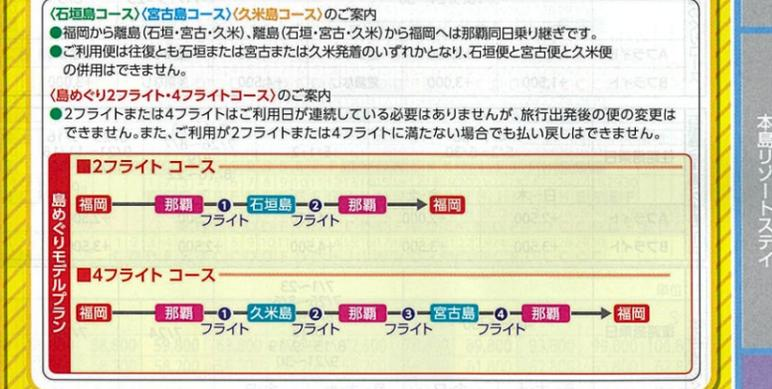 〈石垣島コース〉〈宮古島コース〉〈久米島コース〉のご案内
●福岡から離島(石垣・宮古・久米)、離島(石垣・宮古・久米)から福岡へは那覇同日乗り継ぎです。
●ご利用便は往復とも石垣または宮古または久米発着のいずれかとなり、石垣便と宮古便と久米便
の併用はできません。
〈島めぐり2フライト・4フライトコース〉のご案内
●2フライトまたは4フライトはご利用日が連続している必要はありませんが、旅行出発後の便の変更は
できません。また、ご利用が2フライトまたは4フライトに満たない場合でも払い戻しはできません。
島めぐりモデルプラン
■2フライト コース
福岡 那覇 ❶ 石垣島 ❷ 那覇 福岡
フライト フライト
■4フライト コース
福岡 那覇 ❶ 久米島 ❷ 那覇 ❸ 宮古島 ❹ 那覇 福岡
フライト フライト フライト フライト
本島リゾートステイ